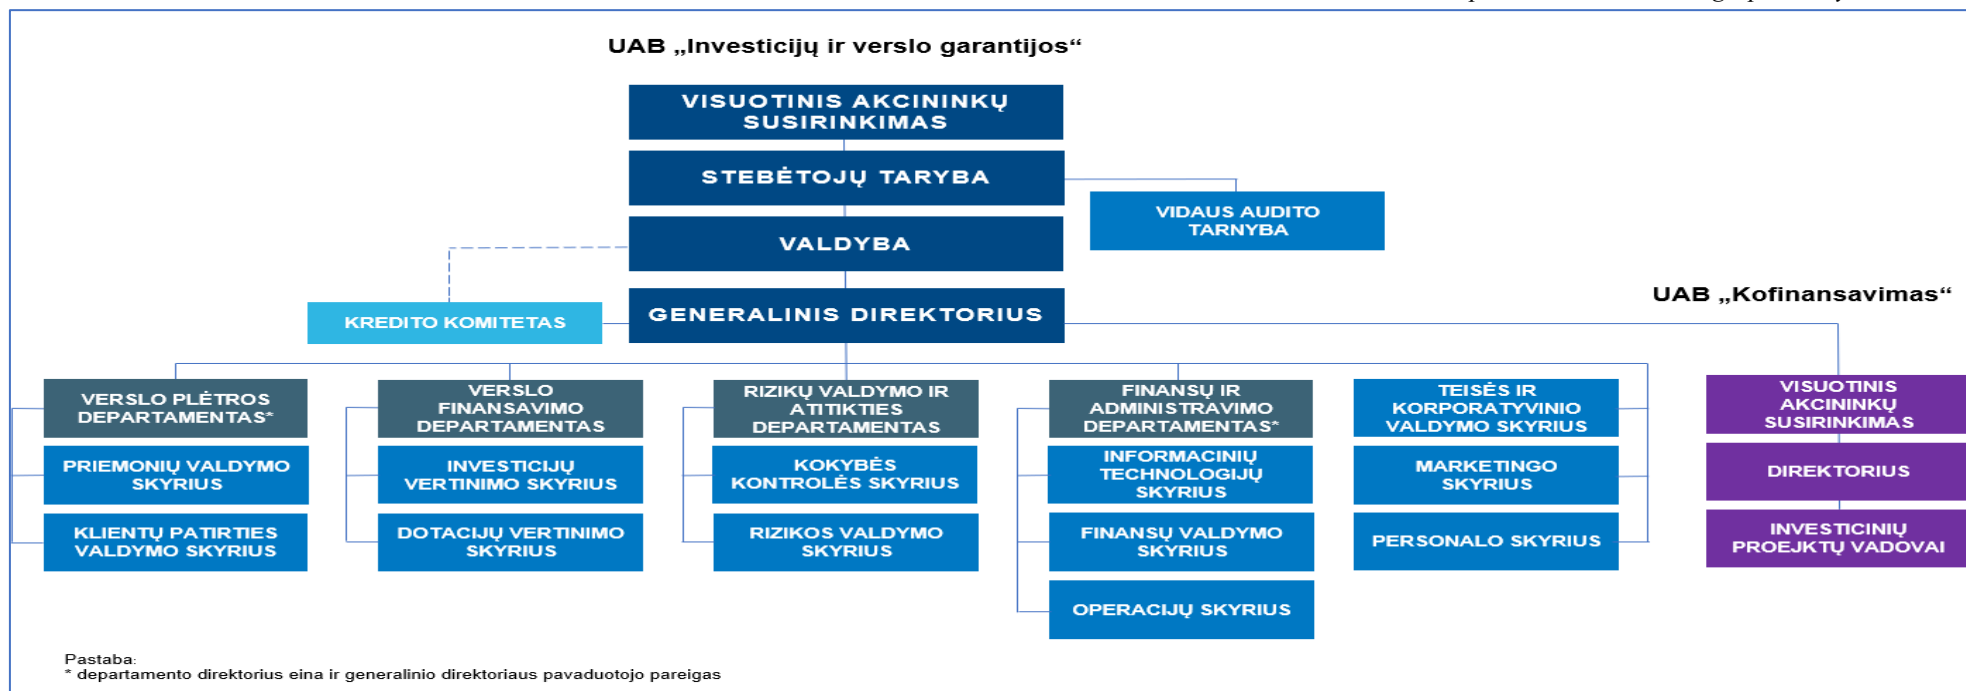 UAB „Investicijų ir verslo garantijos“
VISUOTINIS AKCININKŲ
SUSIRINKIMAS
STEBĖTOJŲ TARYBA
VIDAUS AUDITO
TARNYBA
VALDYBA
UAB „Kofinansavimas“
KREDITO KOMITETAS
GENERALINIS DIREKTORIUS
VERSLO PLĖTROS
DEPARTAMENTAS*
PRIEMONIŲ VALDYMO
SKYRIUS
KLIENTŲ PATIRTIES
VALDYMO SKYRIUS
VERSLO
FINANSAVIMO
DEPARTAMENTAS
INVESTICIJŲ
VERTINIMO SKYRIUS
DOTACIJŲ VERTINIMO
SKYRIUS
RIZIKŲ VALDYMO IR
ATITIKTIES
DEPARTAMENTAS
KOKYBĖS
KONTROLĖS SKYRIUS
RIZIKOS VALDYMO
SKYRIUS
FINANSŲ IR
ADMINISTRAVIMO
DEPARTAMENTAS*
INFORMACINIŲ
TECHNOLOGIJŲ
SKYRIUS
FINANSŲ VALDYMO
SKYRIUS
OPERACIJŲ SKYRIUS
TEISĖS IR
KORPORATYVINIO
VALDYMO SKYRIUS
MARKETINGO
SKYRIUS
PERSONALO SKYRIUS
VISUOTINIS
AKCININKŲ
SUSIRINKIMAS
DIREKTORIUS
INVESTICINIŲ
PROEJKTŲ VADOVAI
Pastaba:
* departamento direktorius eina ir generalinio direktoriaus pavaduotojo pareigas